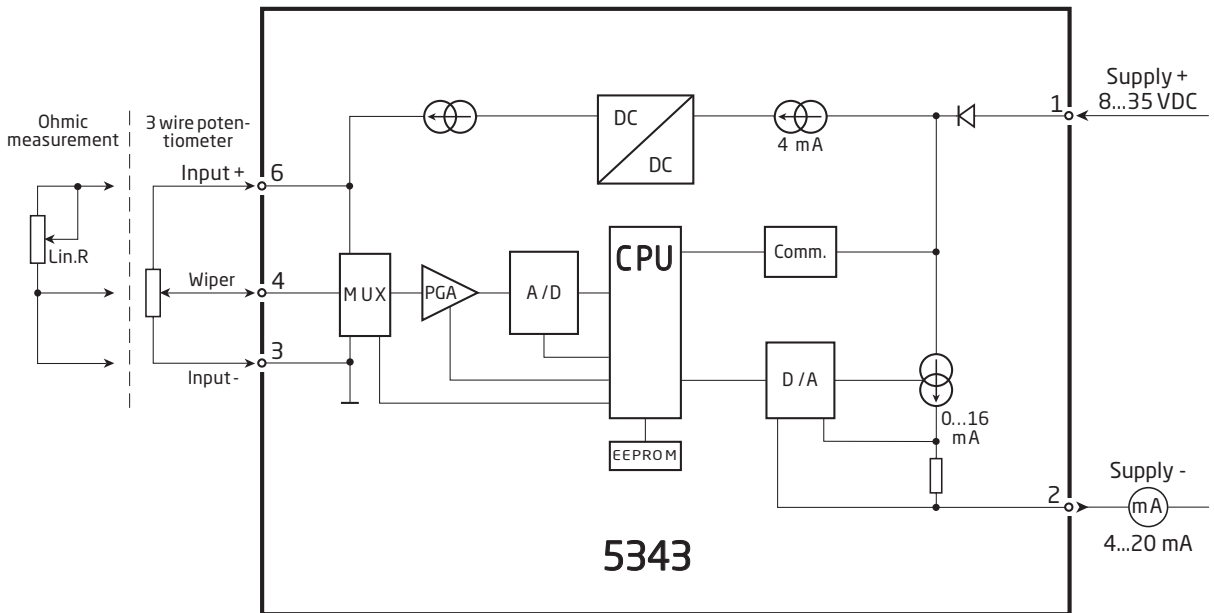 Supply +
8...35 VDC
1
DC
DC
4 mA
Ohmic
measurement
3 wire poten-
tiometer
Input +
6
Lin.R
Wiper
4
MUX
PGA
A/D
CPU
Comm.
3
Input -
D/A
0...16
mA
EEPROM
Supply -
2
mA
4...20 mA
5343